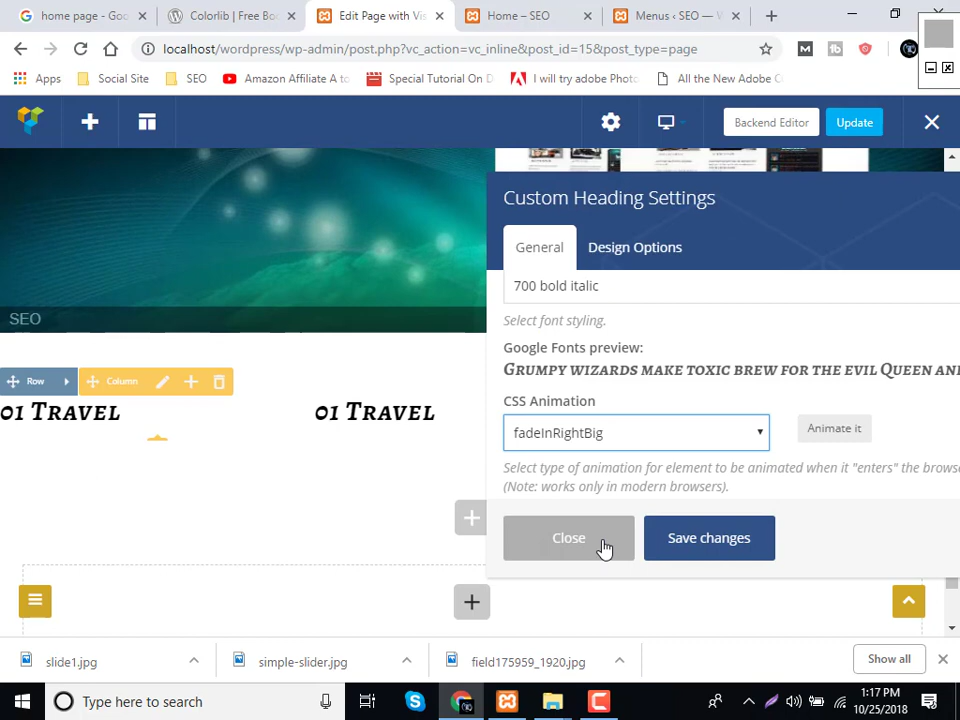 home page - Goo
Colorlib | Free Bo
Edit Page with Vis
Home – SEO
Menus ‹ SEO — W
localhost/wordpress/wp-admin/post.php?vc_action=vc_inline&post_id=15&post_type=page
Apps
Social Site
SEO
Amazon Affiliate A to
Special Tutorial On D
I will try adobe Photo
All the New Adobe
Backend Editor
Update
Custom Heading Settings
General
Design Options
700 bold italic
SEO
Select font styling.
Google Fonts preview:
Grumpy wizards make toxic brew for the evil Queen an
Row
Column
CSS Animation
01 Travel
01 Travel
fadeInRightBig
Animate it
Select type of animation for element to be animated when it "enters" the brows
(Note: works only in modern browsers).
Close
Save changes
slide1.jpg
simple-slider.jpg
field175959_1920.jpg
Show all
Type here to search
1:17 PM
10/25/2018